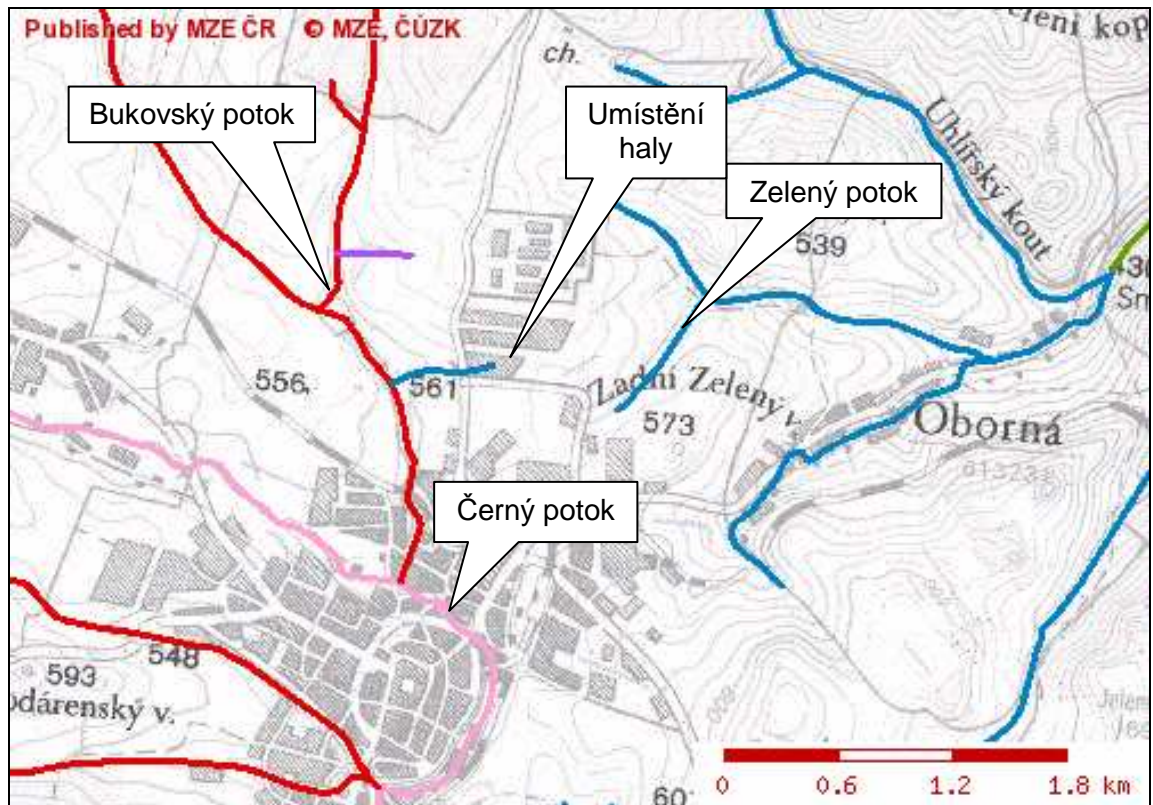 Published by MZE ČR © MZE, ČÚZK
ch.
Bukovský potok
Umístění
haly
Uhlířský kout
Zelený potok
539
556
561
Zadní Zelený v.
573
Oborná
Černý potok
548
593
0 0.6 1.2 1.8 km